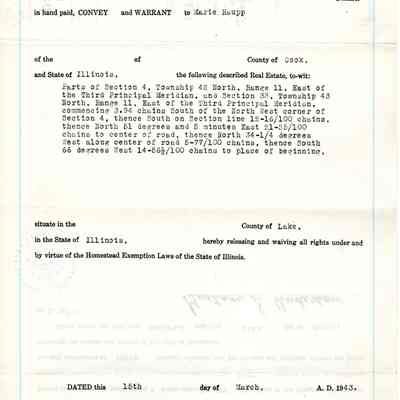 in hand paid, CONVEY and WARRANT to Marie Haupp
of the of County of Cook,
and State of Illinois, the following described Real Estate, to-wit:
Parts of Section 4, Township 42 North, Range 11, East of
the Third Principal Meridian, and Section 33, Township 43
North, Range 11, East of the Third Principal Meridian,
commencing 3.94 chains South of the North West corner of
Section 4, thence South on Section line 15-16/100 chains,
thence North 51 degrees and 5 minutes East 21-35/100
chains to center of road, thence North 34-1/4 degrees
West along center of road 5-77/100 chains, thence South
66 degrees West 14-56½/100 chains to place of beginning.
situate in the County of Lake,
in the State of Illinois, hereby releasing and waiving all rights under and
by virtue of the Homestead Exemption Laws of the State of Illinois.
DATED this 15th day of March, A. D. 1943.